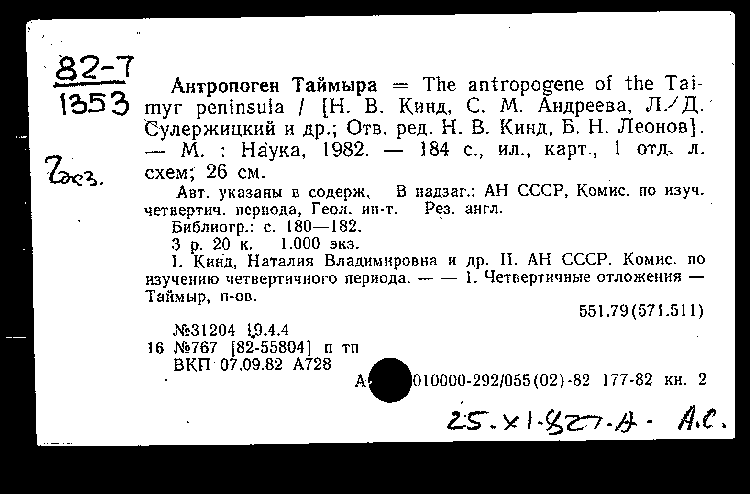 82-7
1353
Антропоген Таймыра = The antropogene of the Tai-
myr peninsula / [Н. В. Кинд, С. М. Андреева, Л. Д.
Сулержицкий и др.; Отв. ред. Н. В. Кинд, Б. Н. Леонов].
— М. : Наука, 1982. — 184 с., ил., карт., 1 отд. л.
схем; 26 см.
Авт. указаны в содерж. В надзаг.: АН СССР, Комис. по изуч.
четвертич. периода, Геол. ин-т. Рез. англ.
Библиогр.: с. 180—182.
3 р. 20 к. 1.000 экз.
I. Кинд, Наталия Владимировна и др. II. АН СССР. Комис. по
изучению четвертичного периода. — — 1. Четвертичные отложения —
Таймыр, п-ов.
551.79(571.511)
№31204 19.4.4
16 №767 [82-55804] п тп
ВКП 07.09.82 А728
А 010000-292/055(02)-82 177-82 кн. 2
А.С.